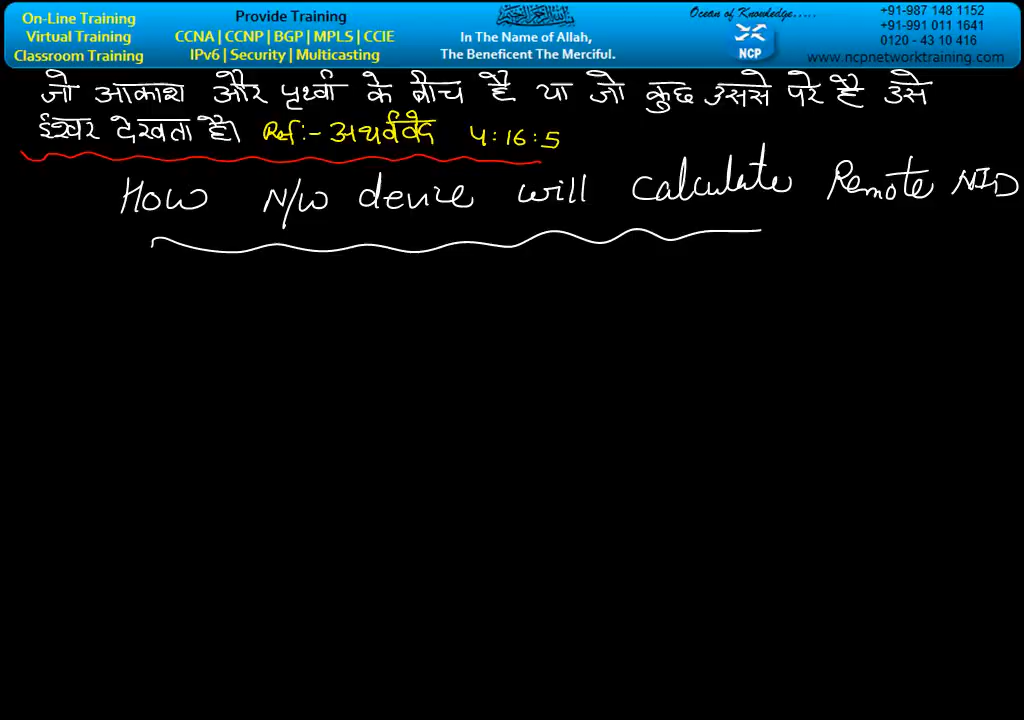 On-Line Training
Virtual Training
Classroom Training
Provide Training
CCNA | CCNP | BGP | MPLS | CCIE
IPv6 | Security | Multicasting
In The Name of Allah,
The Beneficent The Merciful.
Ocean of Knowledge.....
NCP
+91-987 148 1152
+91-991 011 1641
0120 - 43 10 416
www.ncpnetworktraining.com
जो आकाश और पृथ्वी के बीच है या जो कुछ उससे परे है उसे
ईश्वर देखता है। Ref:- अथर्ववेद 4:16:5
How N/w device will calculate Remote NID